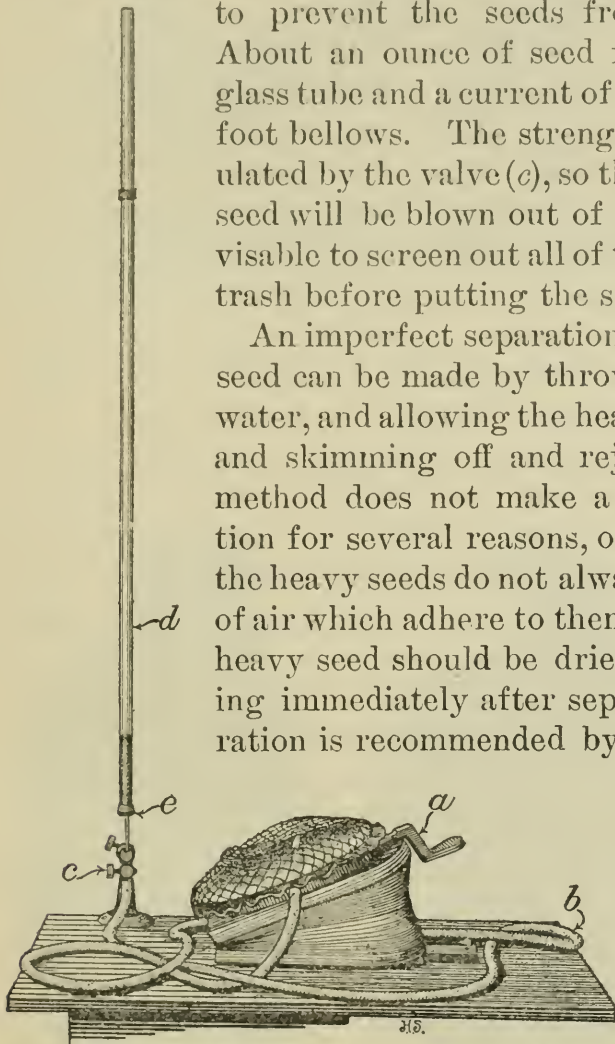 to prevent the seeds fr
About an ounce of seed
glass tube and a current of
foot bellows. The streng
ulated by the valve (c), so t
seed will be blown out of
visable to screen out all of
trash before putting the s
An imperfect separation
seed can be made by thro
water, and allowing the hea
and skimming off and rej
method does not make a
tion for several reasons, o
the heavy seeds do not alwa
of air which adhere to them
heavy seed should be drie
ing immediately after sep
ration is recommended by
d
e
a
c
b
H.S.